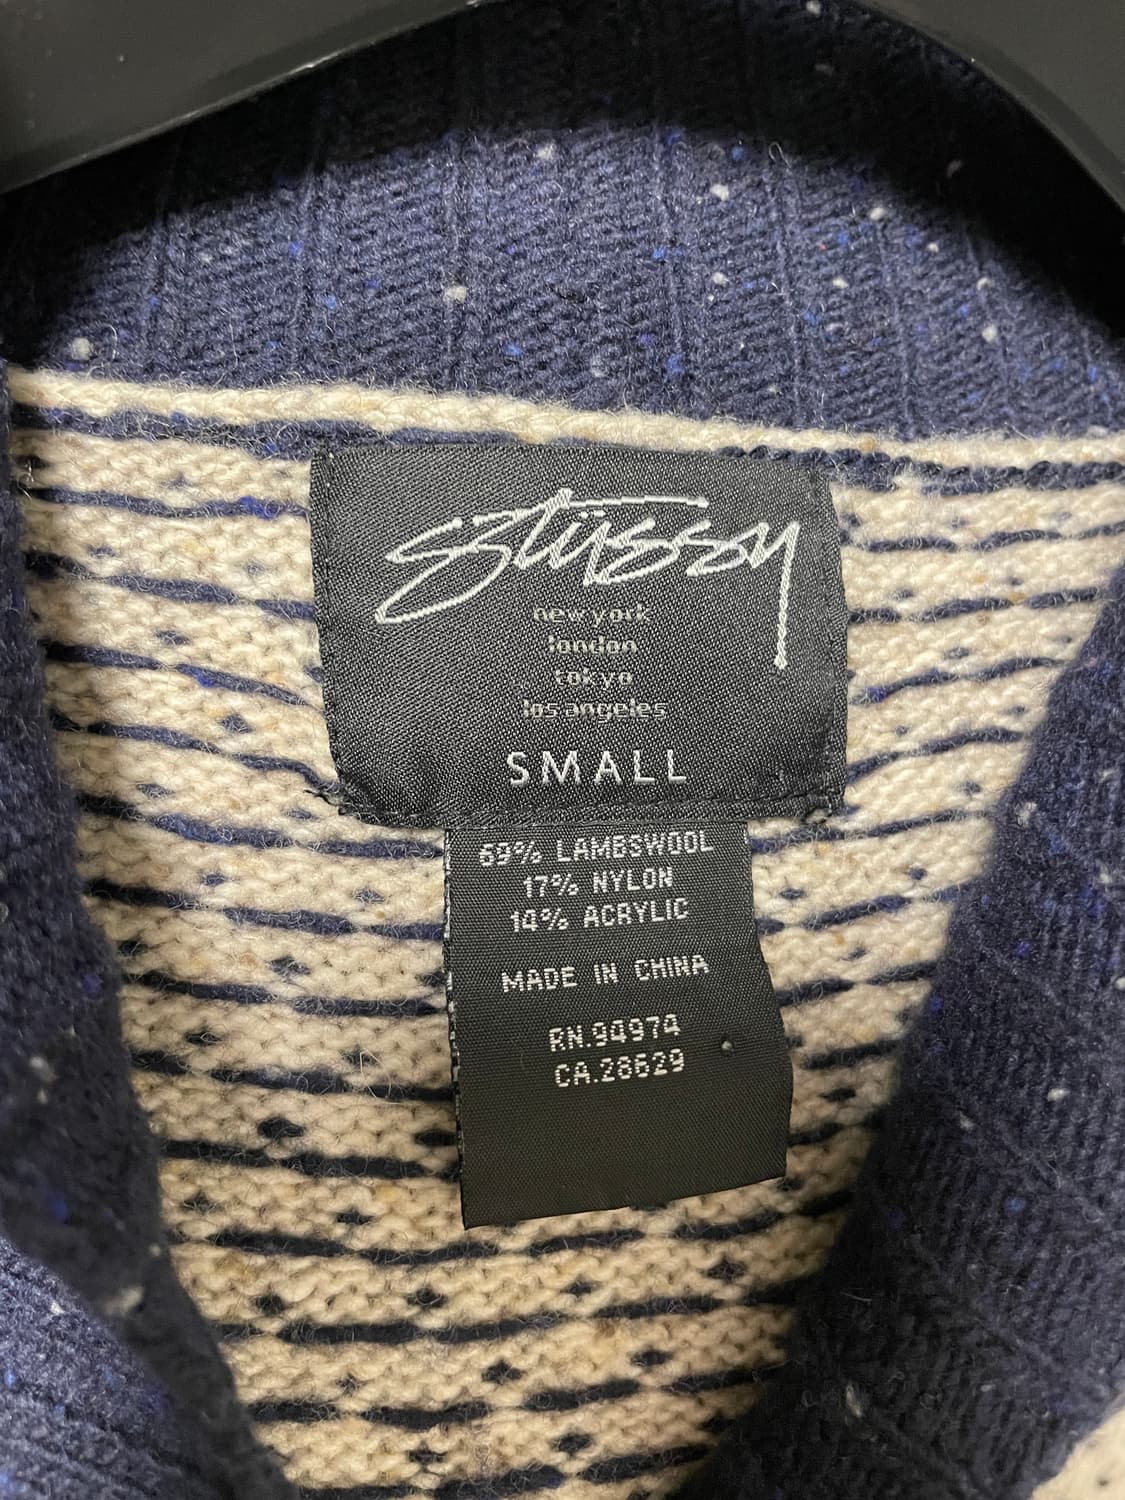 Stüssy
new york
london
tokyo
los angeles
SMALL
69% LAMBSWOOL
17% NYLON
14% ACRYLIC
MADE IN CHINA
RN.94974
CA.28629